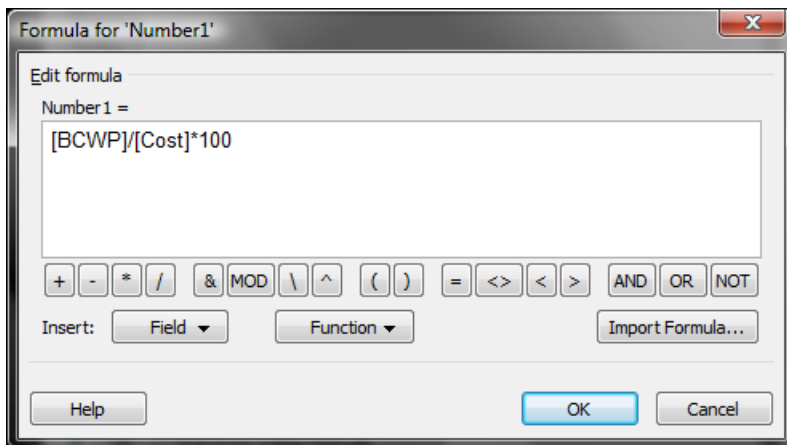 Formula for 'Number1'
X
Edit formula
Number1 =
[BCWP]/[Cost]*100
+ - * / & MOD \ ^ ( ) = <> < > AND OR NOT
Insert: Field Function Import Formula...
Help OK Cancel